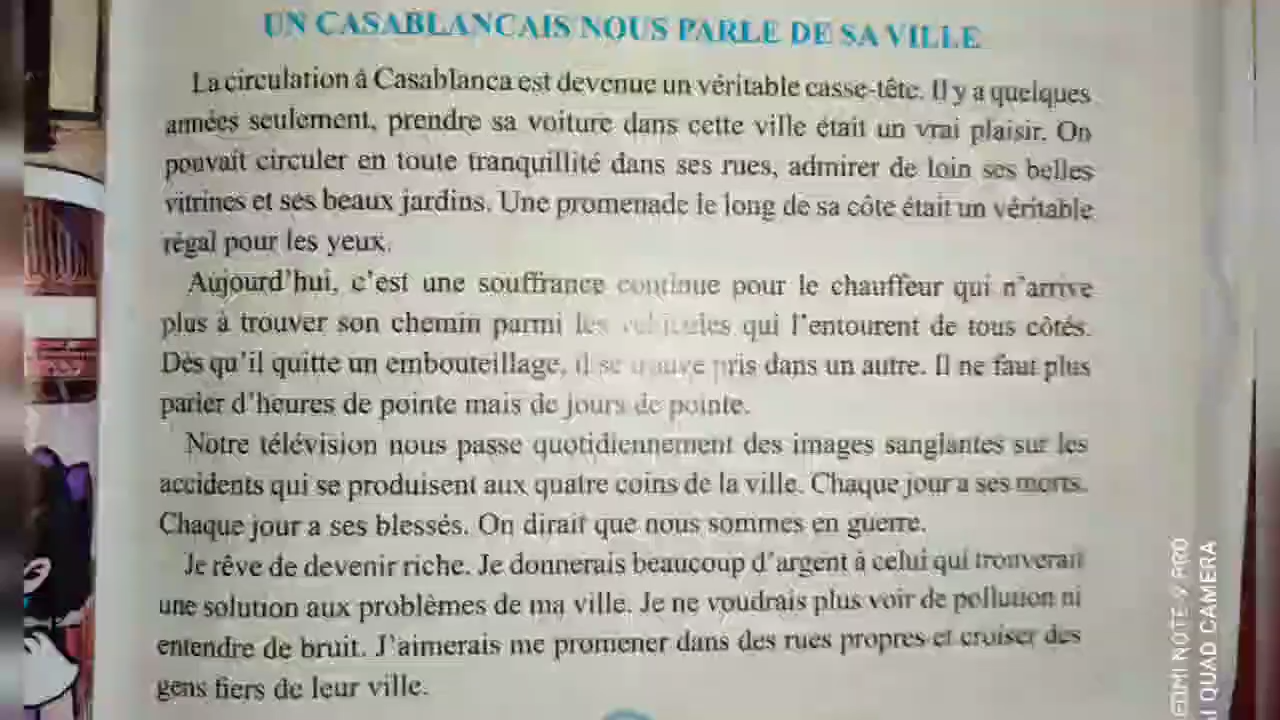 UN CASABLANCAIS NOUS PARLE DE SA VILLE
La circulation à Casablanca est devenue un véritable casse-tête. Il y a quelques
années seulement, prendre sa voiture dans cette ville était un vrai plaisir. On
pouvait circuler en toute tranquillité dans ses rues, admirer de loin ses belles
vitrines et ses beaux jardins. Une promenade le long de sa côte était un véritable
régal pour les yeux.
Aujourd'hui, c'est une souffrance continue pour le chauffeur qui n'arrive
plus à trouver son chemin parmi les véhicules qui l'entourent de tous côtés.
Dès qu'il quitte un embouteillage, il se trouve pris dans un autre. Il ne faut plus
parler d'heures de pointe mais de jours de pointe.
Notre télévision nous passe quotidiennement des images sanglantes sur les
accidents qui se produisent aux quatre coins de la ville. Chaque jour a ses morts.
Chaque jour a ses blessés. On dirait que nous sommes en guerre.
Je rêve de devenir riche. Je donnerais beaucoup d'argent à celui qui trouverait
une solution aux problèmes de ma ville. Je ne voudrais plus voir de pollution ni
entendre de bruit. J'aimerais me promener dans des rues propres et croiser des
gens fiers de leur ville.
NOTE 9 PRO
QUAD CAMERA